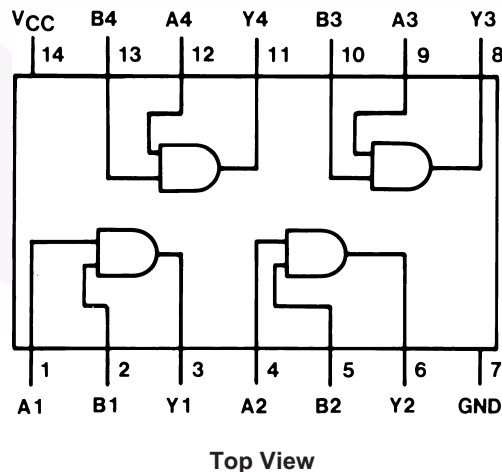 VCC B4 A4 Y4 B3 A3 Y3
14 13 12 11 10 9 8
1 2 3 4 5 6 7
A1 B1 Y1 A2 B2 Y2 GND
Top View